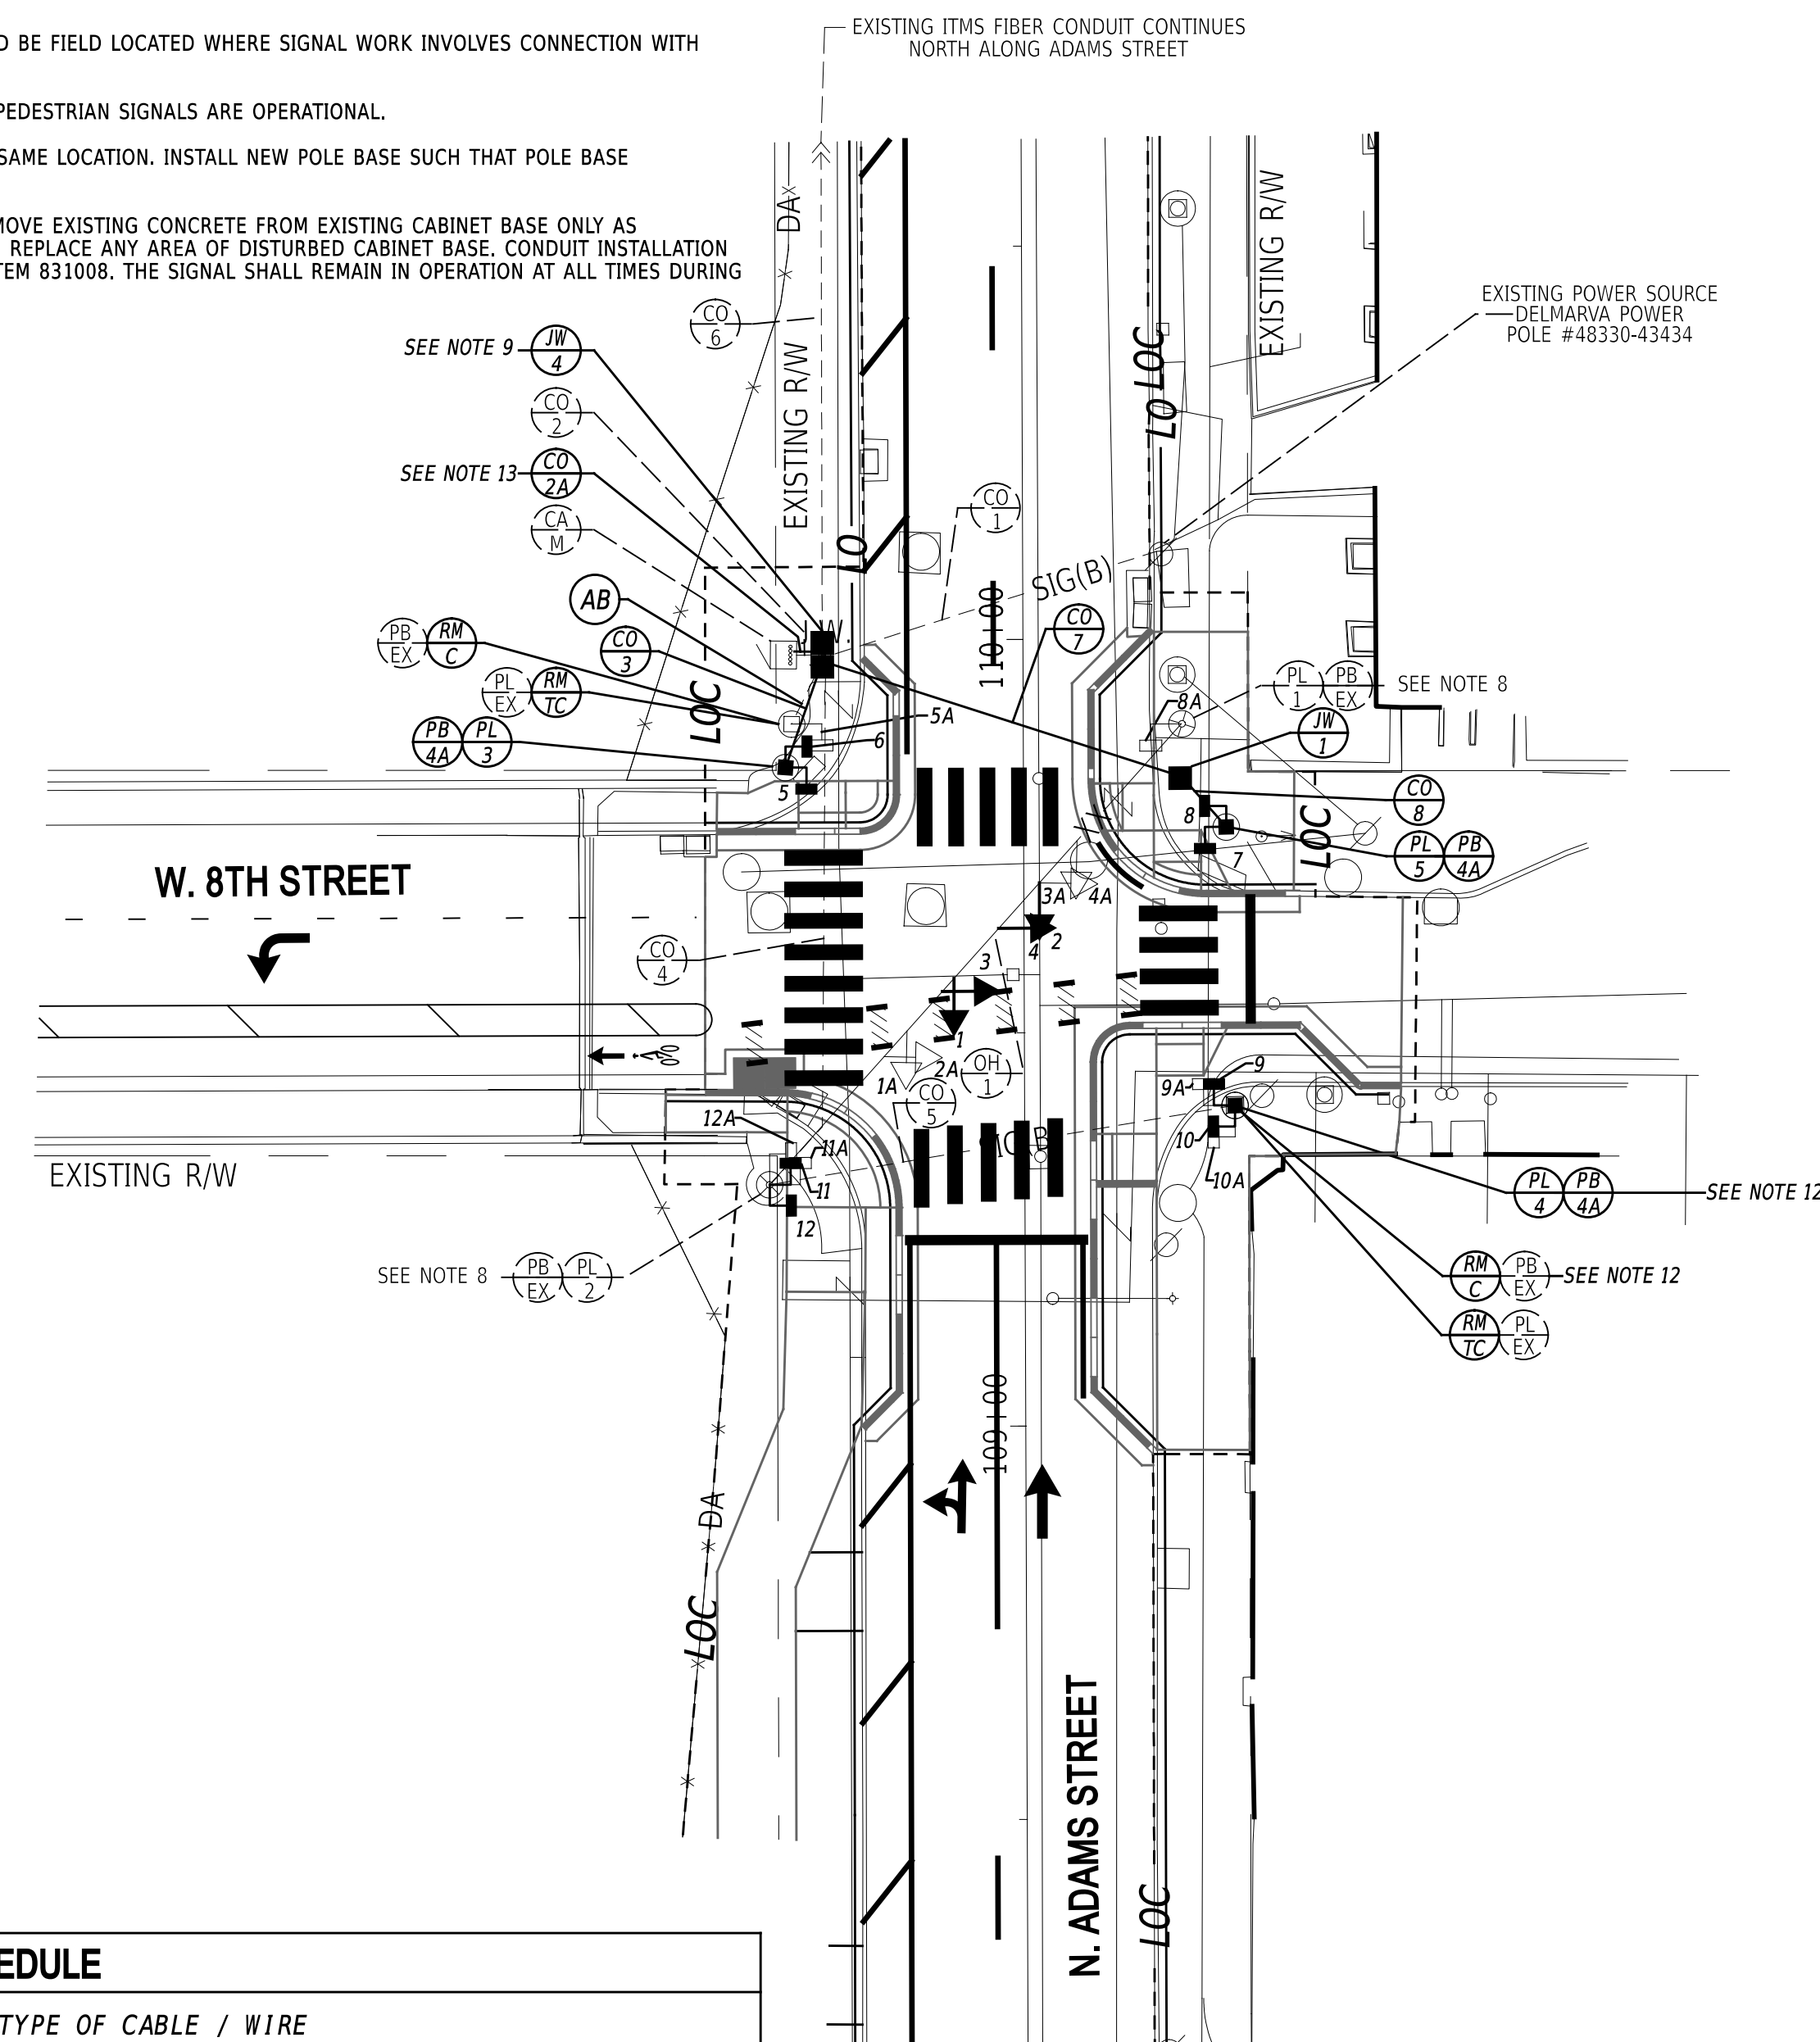 EXISTING ITMS FIBER CONDUIT CONTINUES
NORTH ALONG ADAMS STREET
D BE FIELD LOCATED WHERE SIGNAL WORK INVOLVES CONNECTION WITH
PEDESTRIAN SIGNALS ARE OPERATIONAL.
SAME LOCATION. INSTALL NEW POLE BASE SUCH THAT POLE BASE
MOVE EXISTING CONCRETE FROM EXISTING CABINET BASE ONLY AS
REPLACE ANY AREA OF DISTURBED CABINET BASE. CONDUIT INSTALLATION
TEM 831008. THE SIGNAL SHALL REMAIN IN OPERATION AT ALL TIMES DURING
DA
EXISTING R/W
EXISTING R/W
EXISTING POWER SOURCE
DELMARVA POWER
POLE #48330-43434
CO
6
SEE NOTE 9
JW
4
CO
2
SEE NOTE 13
CO
2A
CA
M
AB
CO
3
PB
EX
RM
C
PL
EX
RM
TC
PB
4A
PL
3
LO
LOC
LO
LOC
CO
1
SIG(B)
110+00
CO
7
J.W.
5A
6
5
8A
PL
1
PB
EX
SEE NOTE 8
JW
1
CO
8
8
PL
5
PB
4A
7
LOC
LOC
W. 8TH STREET
CO
4
3A
4A
2
4
3
1
1A
2A
OH
1
CO
5
SIG(B
9
9A
10
10A
12A
11A
11
12
EXISTING R/W
PL
4
PB
4A
SEE NOTE 12
SEE NOTE 8
PB
EX
PL
2
RM
C
PB
EX
SEE NOTE 12
RM
TC
PL
EX
109+00
DA
LOC
N. ADAMS STREET
LOC
EDULE
TYPE OF CABLE / WIRE